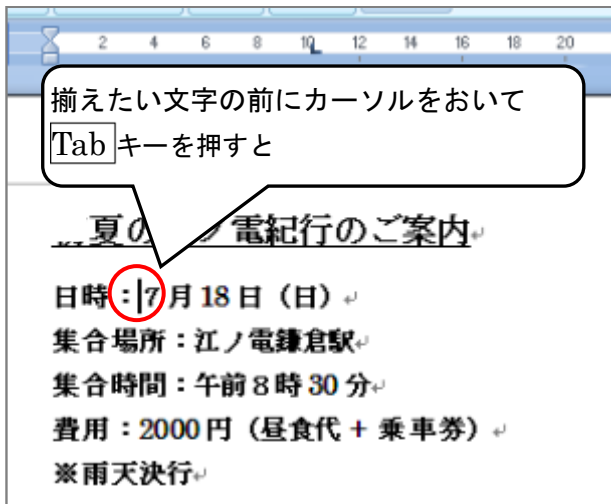 2 4 6 8 10 12 14 16 18 20
揃えたい文字の前にカーソルをおいて
Tab キーを押すと
夏の ノ電紀行のご案内
日時：7月18日（日）
集合場所：江ノ電鎌倉駅
集合時間：午前8時30分
費用：2000円（昼食代+乗車券）
※雨天決行